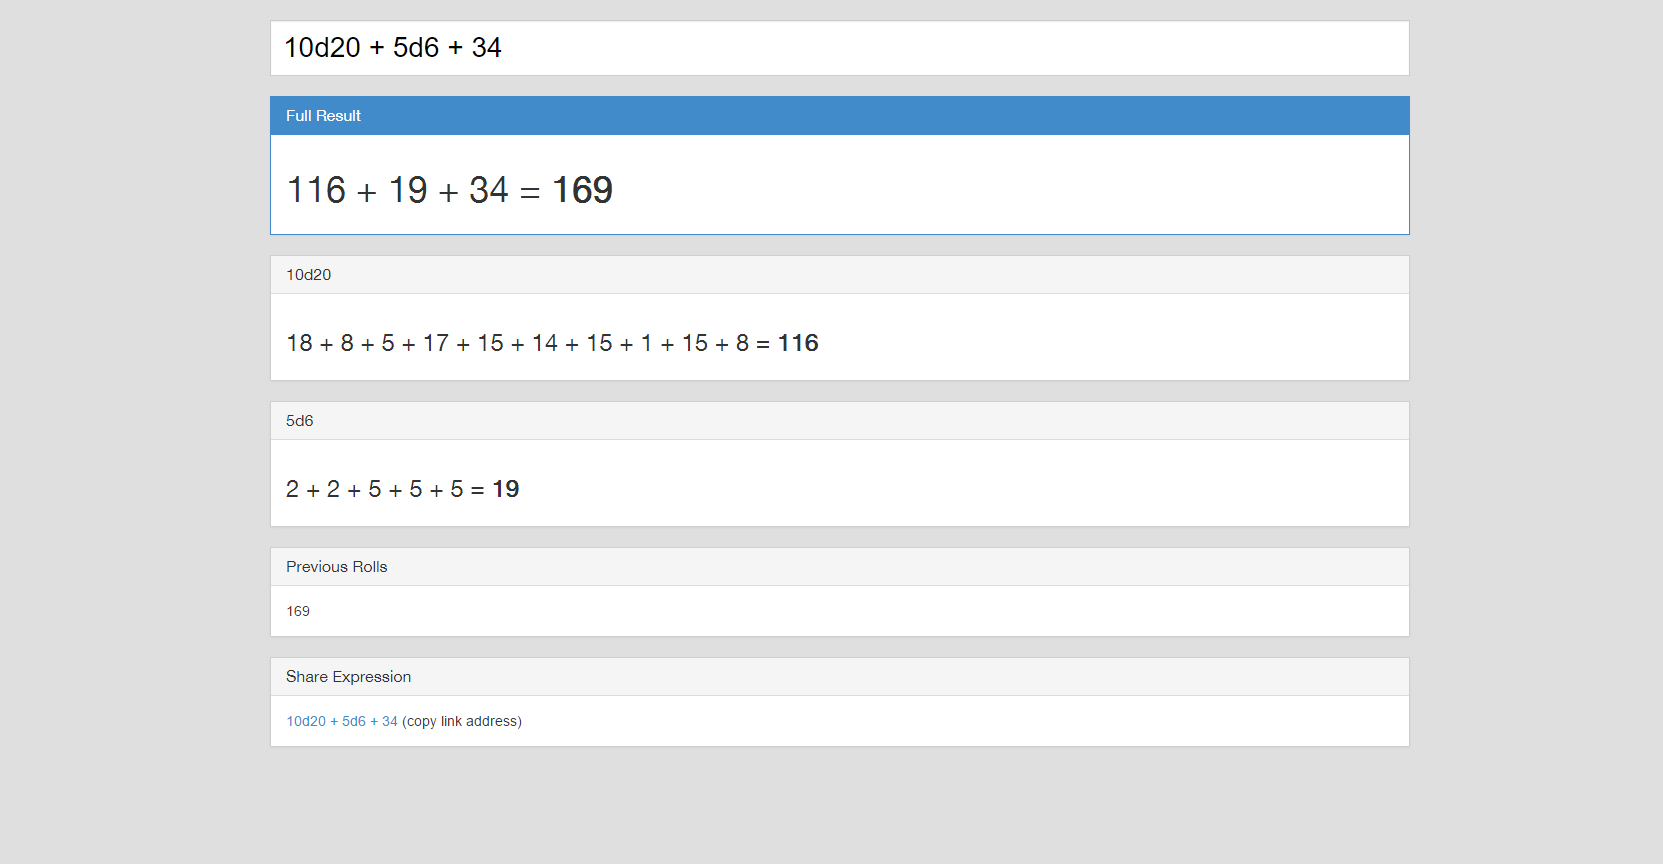 10d20 + 5d6 + 34
Full Result
116 + 19 + 34 = 169
10d20
18 + 8 + 5 + 17 + 15 + 14 + 15 + 1 + 15 + 8 = 116
5d6
2 + 2 + 5 + 5 + 5 = 19
Previous Rolls
169
Share Expression
10d20 + 5d6 + 34 (copy link address)